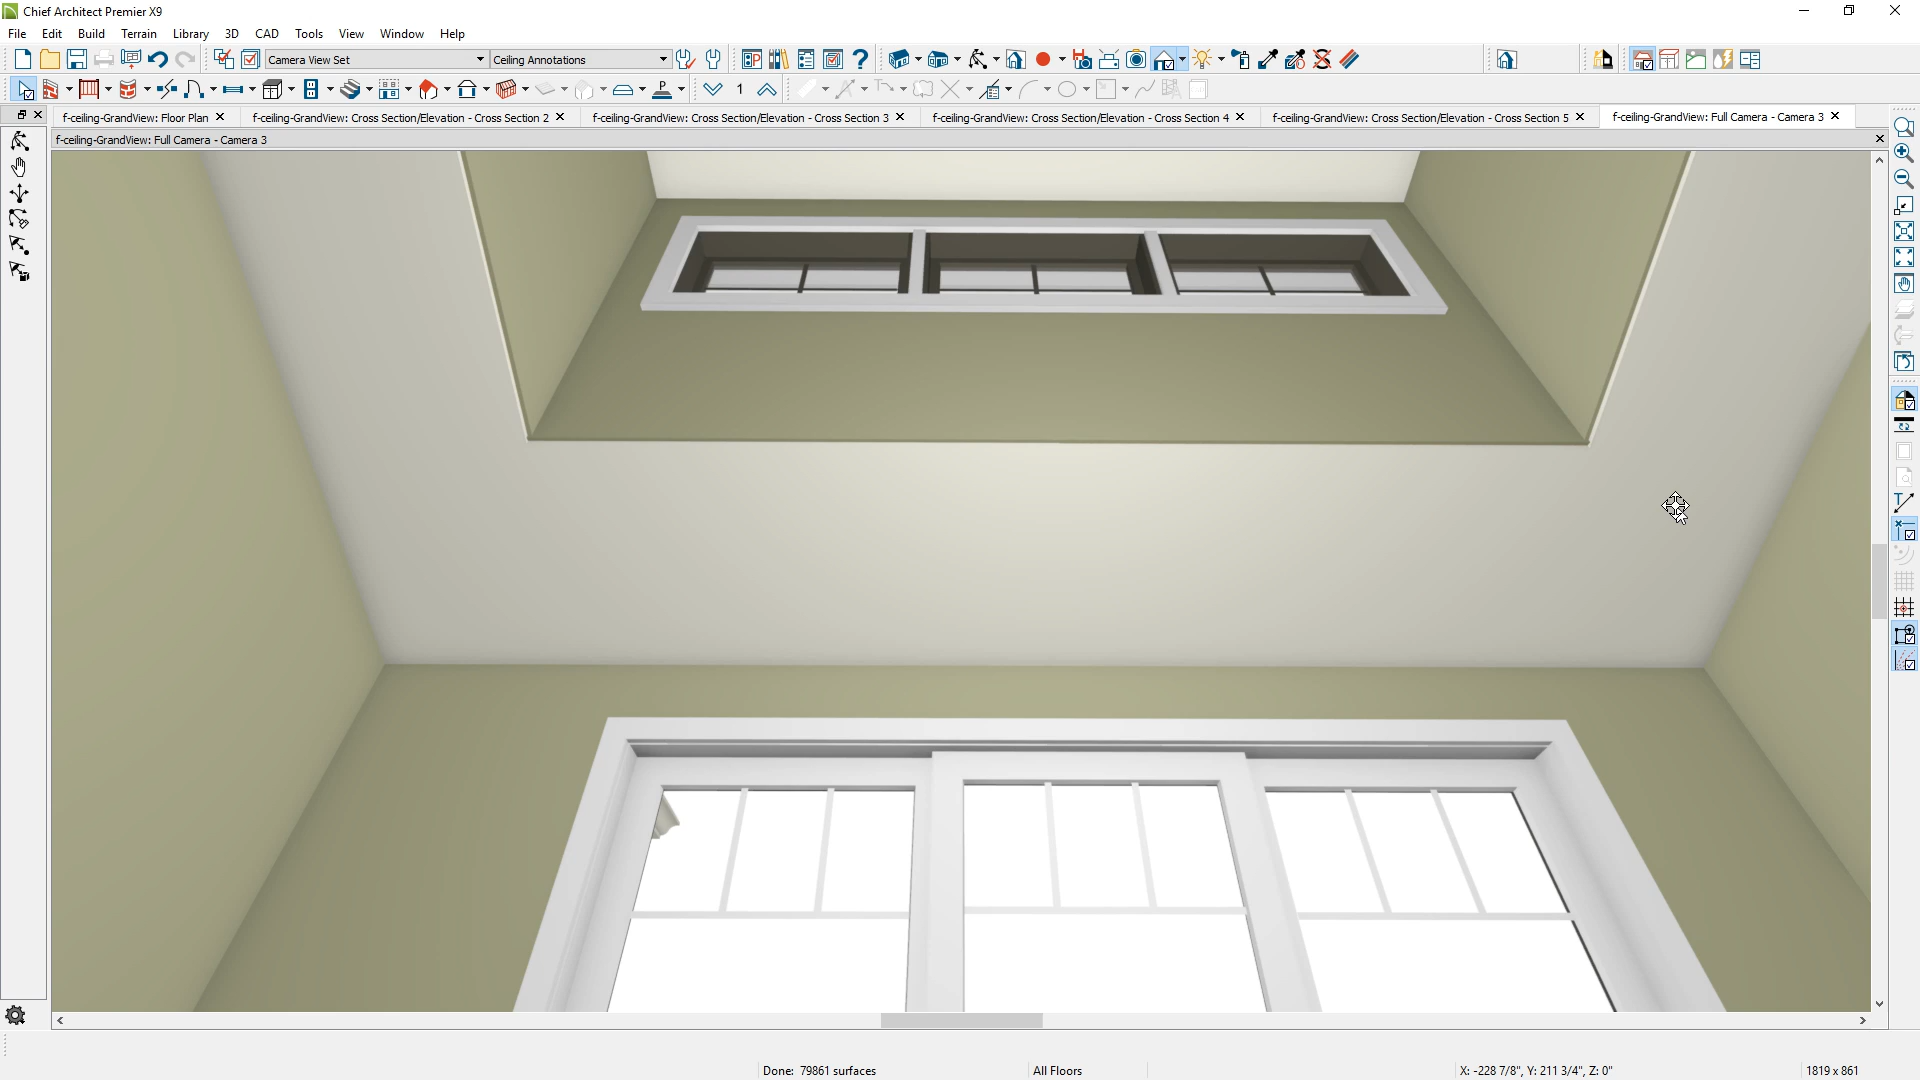 Chief Architect Premier X9
File Edit Build Terrain Library 3D CAD Tools View Window Help
Camera View Set Ceiling Annotations
1
f-ceiling-GrandView: Floor Plan f-ceiling-GrandView: Cross Section/Elevation - Cross Section 2 f-ceiling-GrandView: Cross Section/Elevation - Cross Section 3 f-ceiling-GrandView: Cross Section/Elevation - Cross Section 4 f-ceiling-GrandView: Cross Section/Elevation - Cross Section 5 f-ceiling-GrandView: Full Camera - Camera 3
f-ceiling-GrandView: Full Camera - Camera 3
Done: 79861 surfaces All Floors X: -228 7/8", Y: 211 3/4", Z: 0" 1819 x 861